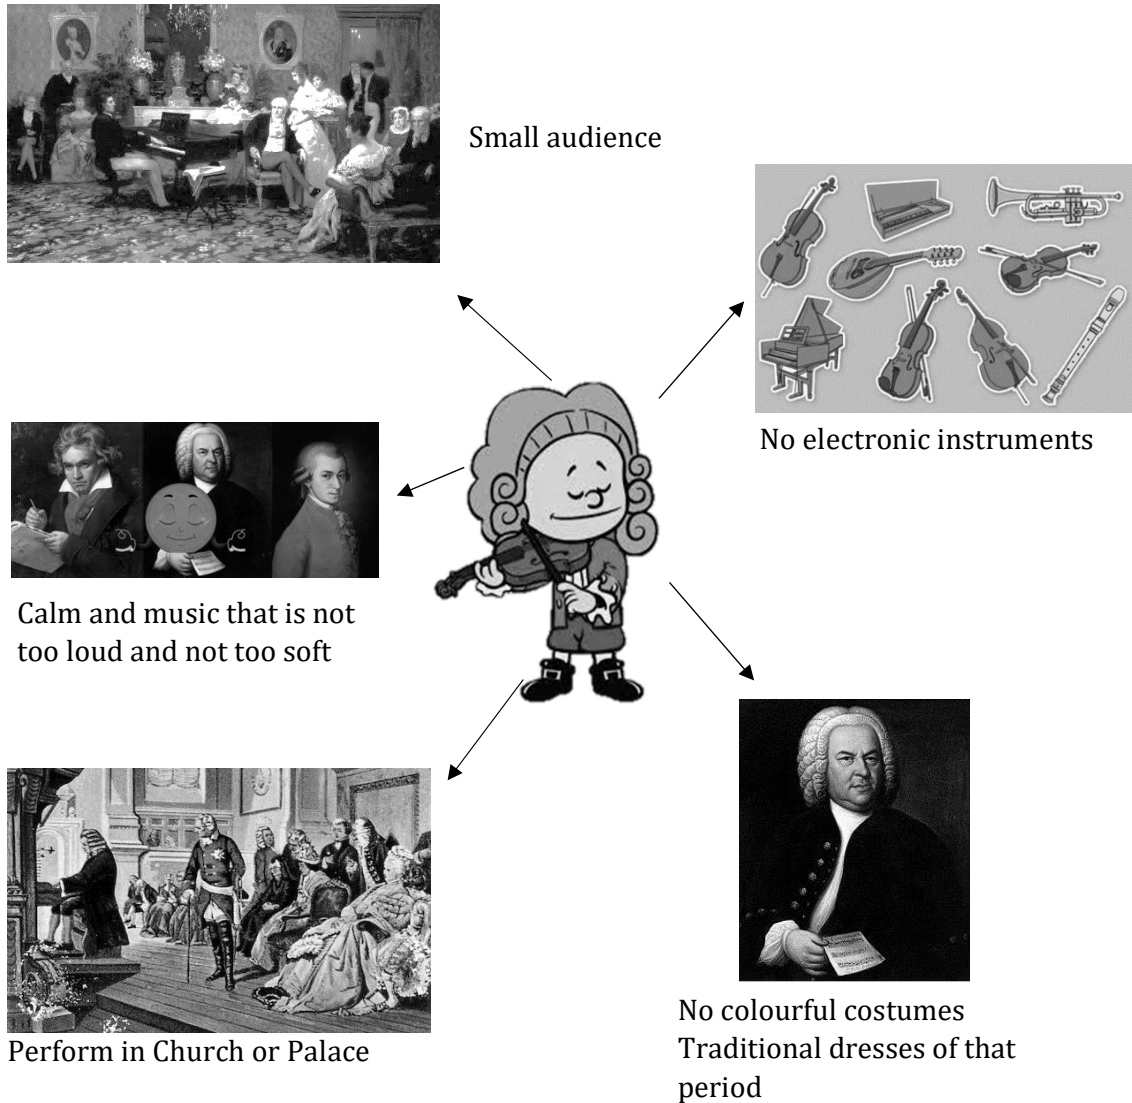 Small audience
No electronic instruments
Calm and music that is not
too loud and not too soft
No colourful costumes
Traditional dresses of that
period
Perform in Church or Palace